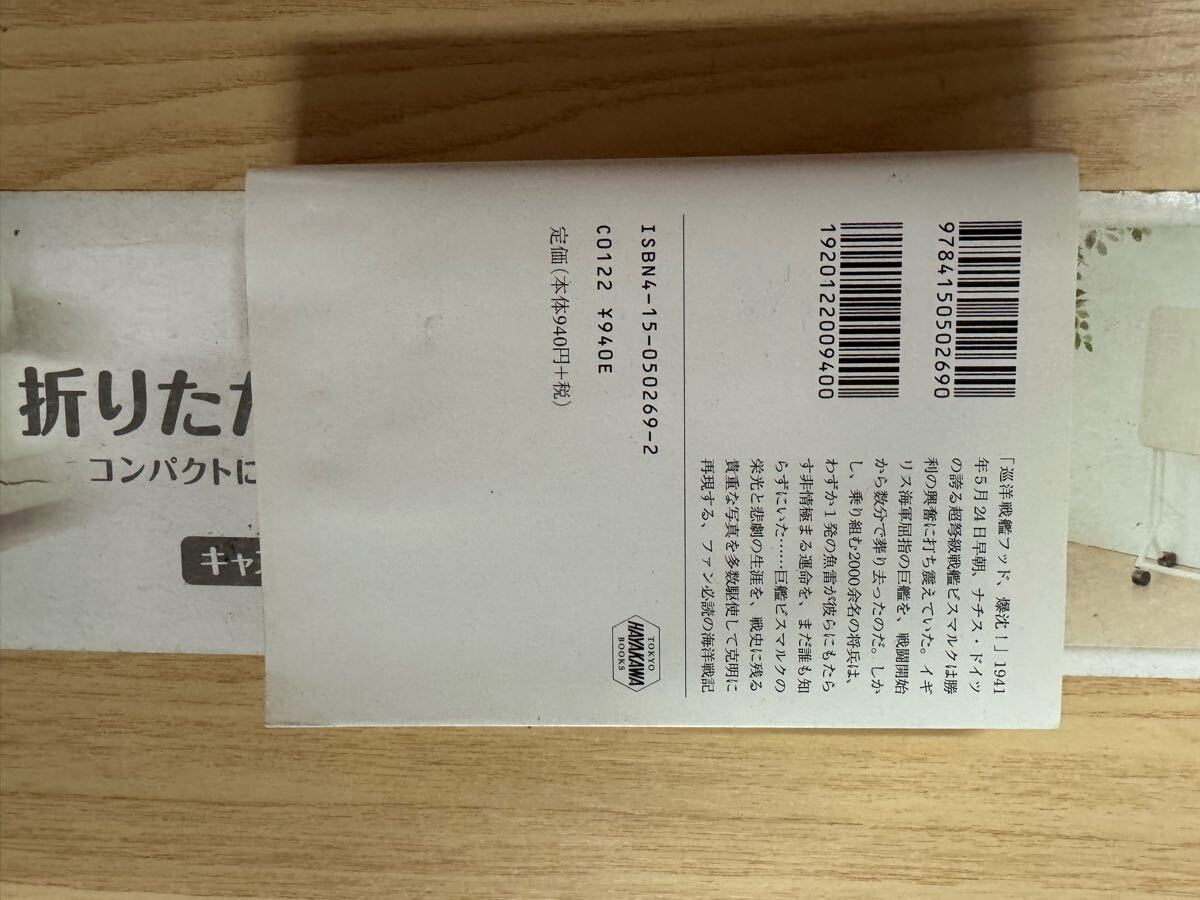 9784150502690
1920122009400
ISBN4-15-050269-2
C0122 ¥940E
定価(本体940円+税)
「巡洋戦艦フッド、爆沈!」1941
年5月24日早朝、ナチス・ドイツ
の誇る超弩級戦艦ビスマルクは勝
利の興奮に打ち震えていた。イギ
リス海軍屈指の巨艦を、戦闘開始
から数分で葬り去ったのだ。しか
し、乗り組む2000余名の将兵は、
わずか1発の魚雷が彼らにもたら
す非情極まる運命を、まだ誰も知
らずにいた……巨艦ビスマルクの
栄光と悲劇の生涯を、戦史に残る
貴重な写真を多数駆使して克明に
再現する、ファン必読の海洋戦記
TOKYO
HAYAKAWA
BOOKS
折りたた
コンパクトに
キャス